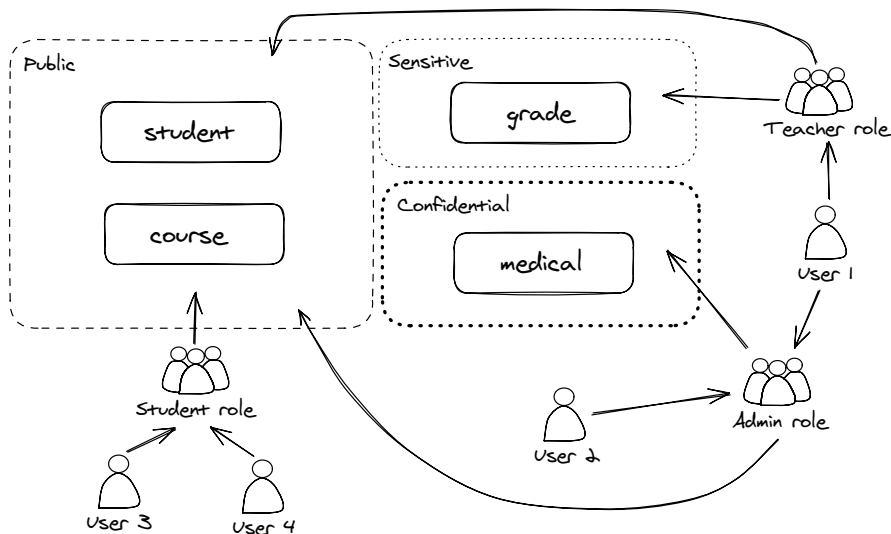 Public
student
course
Sensitive
grade
Confidential
medical
Teacher role
User 1
Admin role
User 2
Student role
User 3
User 4